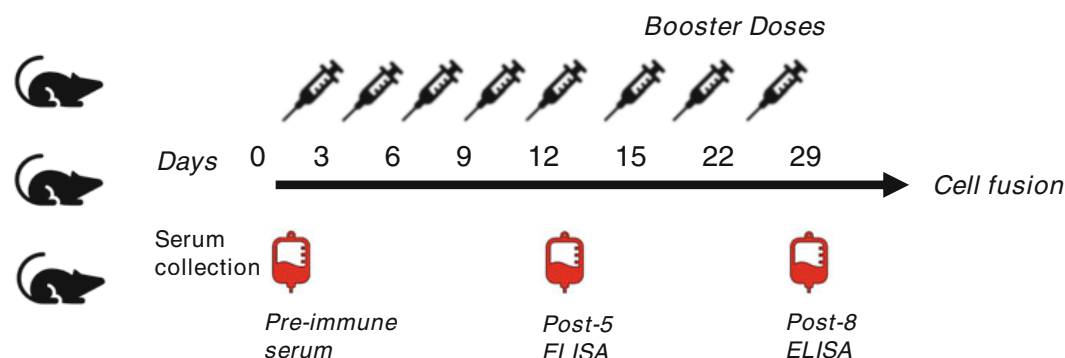 Booster Doses
Days 0 3 6 9 12 15 22 29
Cell fusion
Serum
collection
Pre-immune
serum
Post-5
ELISA
Post-8
ELISA